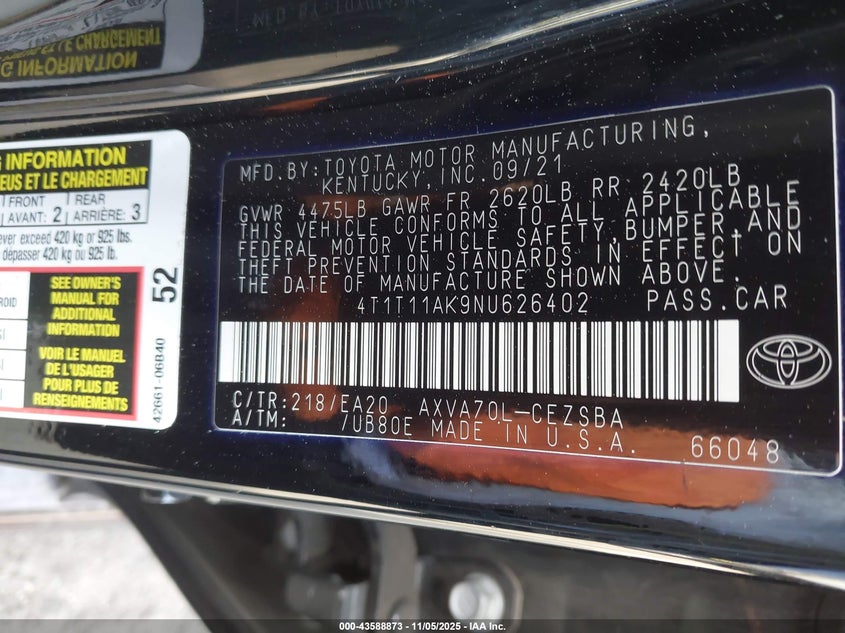 G INFORMATION
EUS ET LE CHARGEMENT
FRONT REAR
AVANT: 2 ARRIÈRE: 3
ever exceed 420 kg or 925 lbs.
dépasser 420 kg ou 925 lb.
SEE OWNER'S
MANUAL FOR
ADDITIONAL
INFORMATION
VOIR LE MANUEL
DE L'USAGER
POUR PLUS DE
RENSEIGNEMENTS
52
42661-06B40
MFD.BY:TOYOTA MOTOR MANUFACTURING,
KENTUCKY,INC.09/21
GVWR 4475LB GAWR FR 2620LB RR 2420LB
THIS VEHICLE CONFORMS TO ALL APPLICABLE
FEDERAL MOTOR VEHICLE SAFETY,BUMPER,AND
THEFT PREVENTION STANDARDS IN EFFECT ON
THE DATE OF MANUFACTURE SHOWN ABOVE.
4T1T11AK9NU626402 PASS.CAR
C/TR:218/EA20 AXVA70L-CEZSBA
A/TM: /UB80E MADE IN U.S.A. 66048
000-43588873 - 11/05/2025 - IAA Inc.